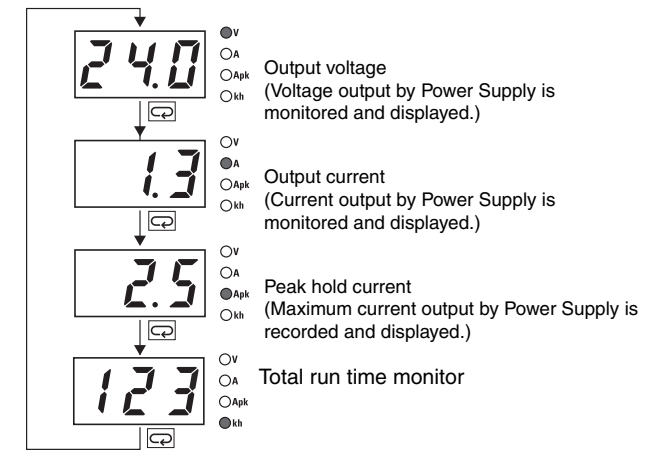 24.0
V
A
Apk
kh
Output voltage
(Voltage output by Power Supply is
monitored and displayed.)
1.3
V
A
Apk
kh
Output current
(Current output by Power Supply is
monitored and displayed.)
2.5
V
A
Apk
kh
Peak hold current
(Maximum current output by Power Supply is
recorded and displayed.)
123
V
A
Apk
kh
Total run time monitor